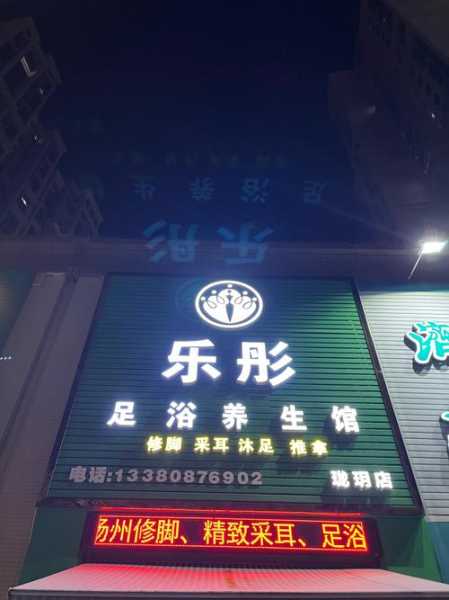 乐彤
足浴养生馆
修脚 采耳 沐足 推拿
电话:13380876902
珑玥店
扬州修脚、精致采耳、足浴